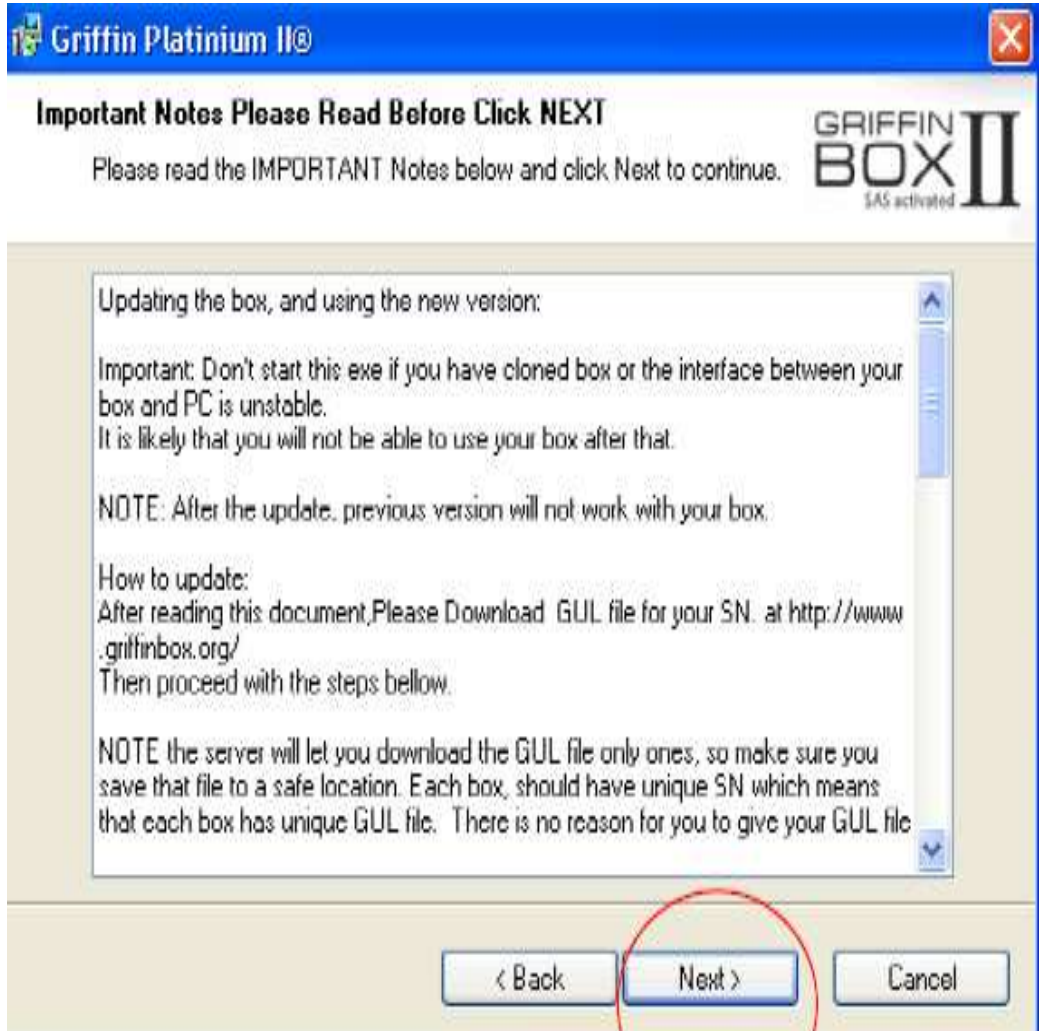 Griffin Platinium II®
Important Notes Please Read Before Click NEXT
Please read the IMPORTANT Notes below and click Next to continue.
GRIFFIN
BOX II
SAS activated
Updating the box, and using the new version:
Important: Don't start this exe if you have cloned box or the interface between your
box and PC is unstable.
It is likely that you will not be able to use your box after that.
NOTE: After the update, previous version will not work with your box.
How to update:
After reading this document,Please Download GUL file for your SN. at http://www
.griffinbox.org/
Then proceed with the steps bellow.
NOTE the server will let you download the GUL file only ones, so make sure you
save that file to a safe location. Each box, should have unique SN which means
that each box has unique GUL file. There is no reason for you to give your GUL file
< Back
Next >
Cancel